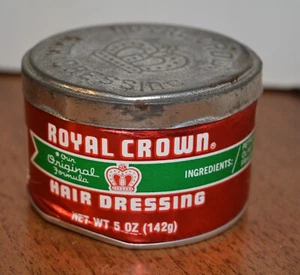 ROYAL CROWN®
Our
Original
Formula
INGREDIENTS:
HAIR DRESSING
NET WT 5 OZ (142g)